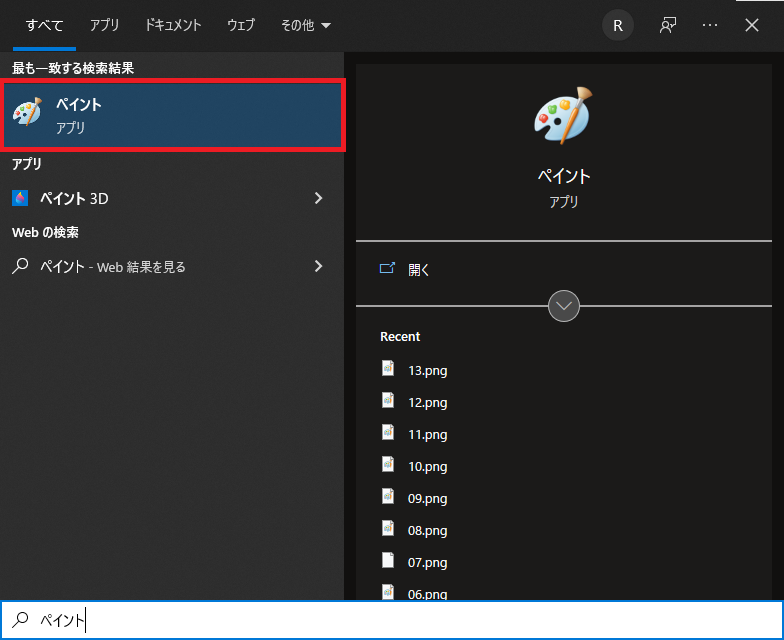 すべて アプリ ドキュメント ウェブ その他 R ...
最も一致する検索結果
ペイント
アプリ
アプリ
ペイント 3D
Web の検索
ペイント - Web 結果を見る
ペイント
アプリ
開く
Recent
13.png
12.png
11.png
10.png
09.png
08.png
07.png
06.png
ペイント